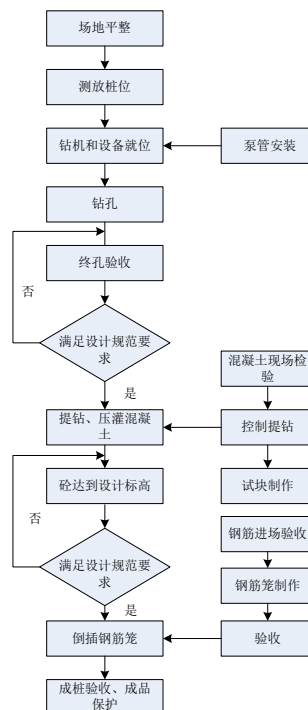 场地平整
测放桩位
钻机和设备就位
泵管安装
钻孔
终孔验收
否
满足设计规范要
求
是
混凝土现场检
验
提钻、压灌混凝
土
控制提钻
砼达到设计标高
试块制作
否
钢筋进场验收
满足设计规范要
求
钢筋笼制作
是
倒插钢筋笼
验收
成桩验收、成品
保护